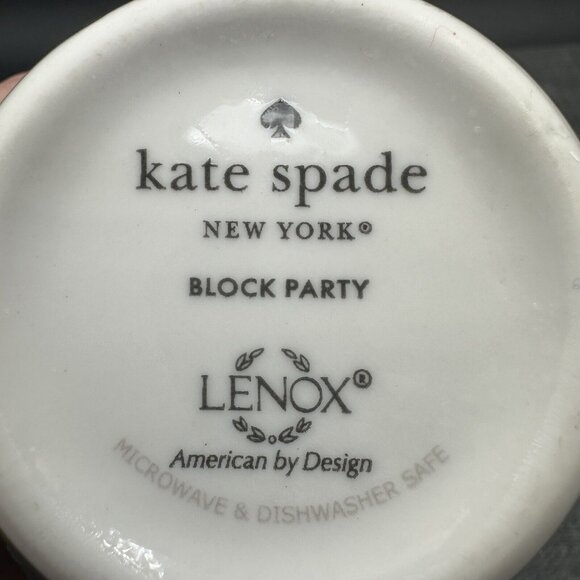 kate spade
NEW YORK®
BLOCK PARTY
LENOX®
American by Design
MICROWAVE & DISHWASHER SAFE